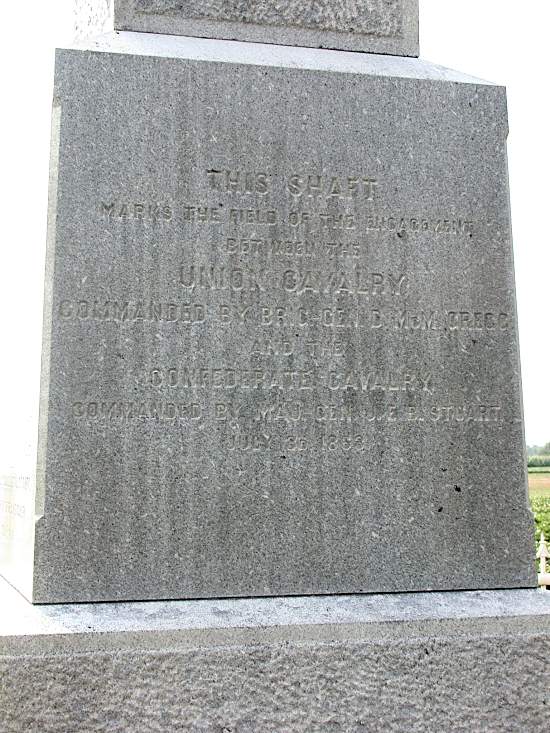 THIS SHAFT
MARKS THE FIELD OF THE ENGAGEMENT
BETWEEN THE
UNION CAVALRY
COMMANDED BY BRIG-GEN D. McM. GREGG
AND THE
CONFEDERATE CAVALRY
COMMANDED BY MAJ. GEN. J. E. B. STUART
JULY 3D. 1863.